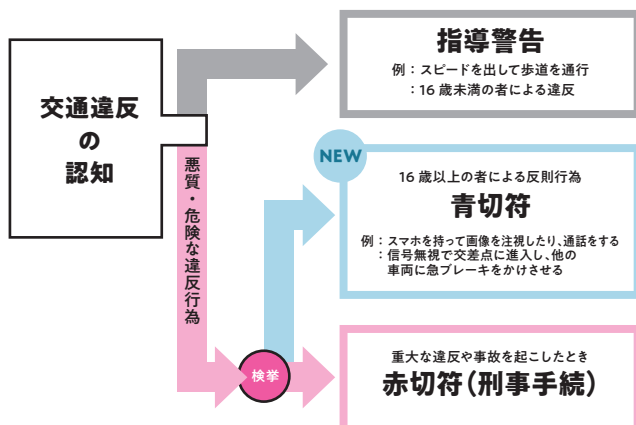 交通違反
の
認知
指導警告
例：スピードを出して歩道を通行
：16歳未満の者による違反
悪質・危険な違反行為
NEW
16歳以上の者による反則行為
青切符
例：スマホを持って画像を注視したり、通話をする
：信号無視で交差点に進入し、他の
車両に急ブレーキをかけさせる
検挙
重大な違反や事故を起こしたとき
赤切符（刑事手続）